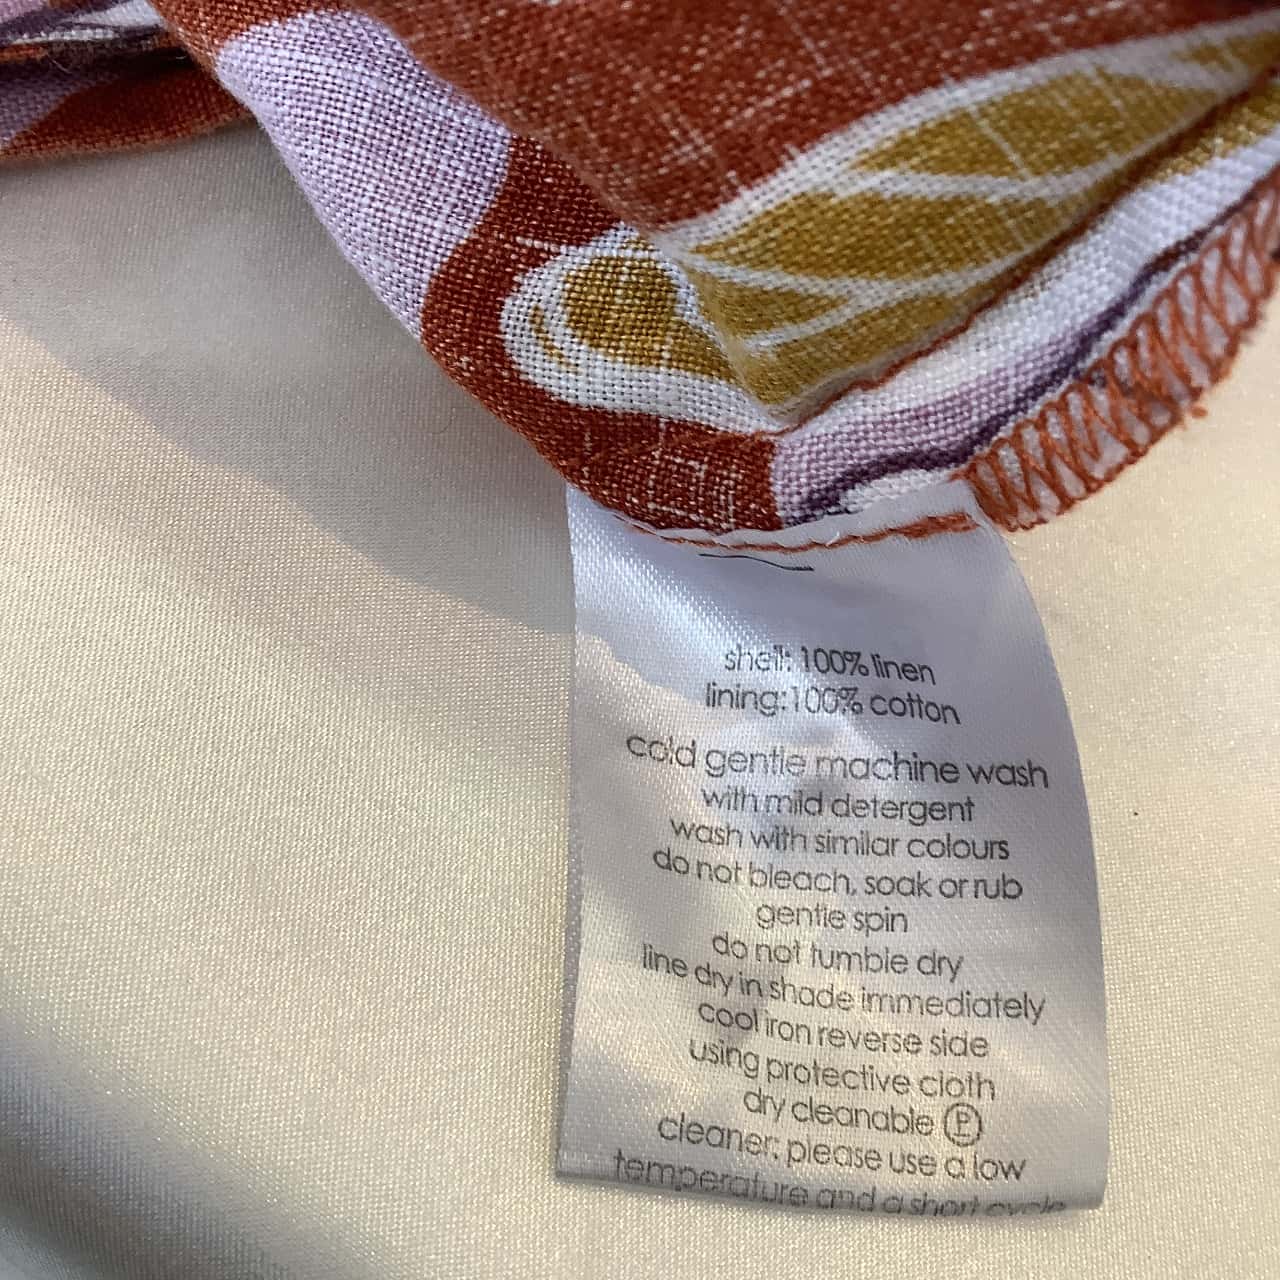 shell: 100% linen
lining:100% cotton
cold gentle machine wash
with mild detergent
wash with similar colours
do not bleach, soak or rub
gentle spin
do not tumble dry
line dry in shade immediately
cool iron reverse side
using protective cloth
dry cleanable P
cleaner: please use a low
temperature and a short cycle